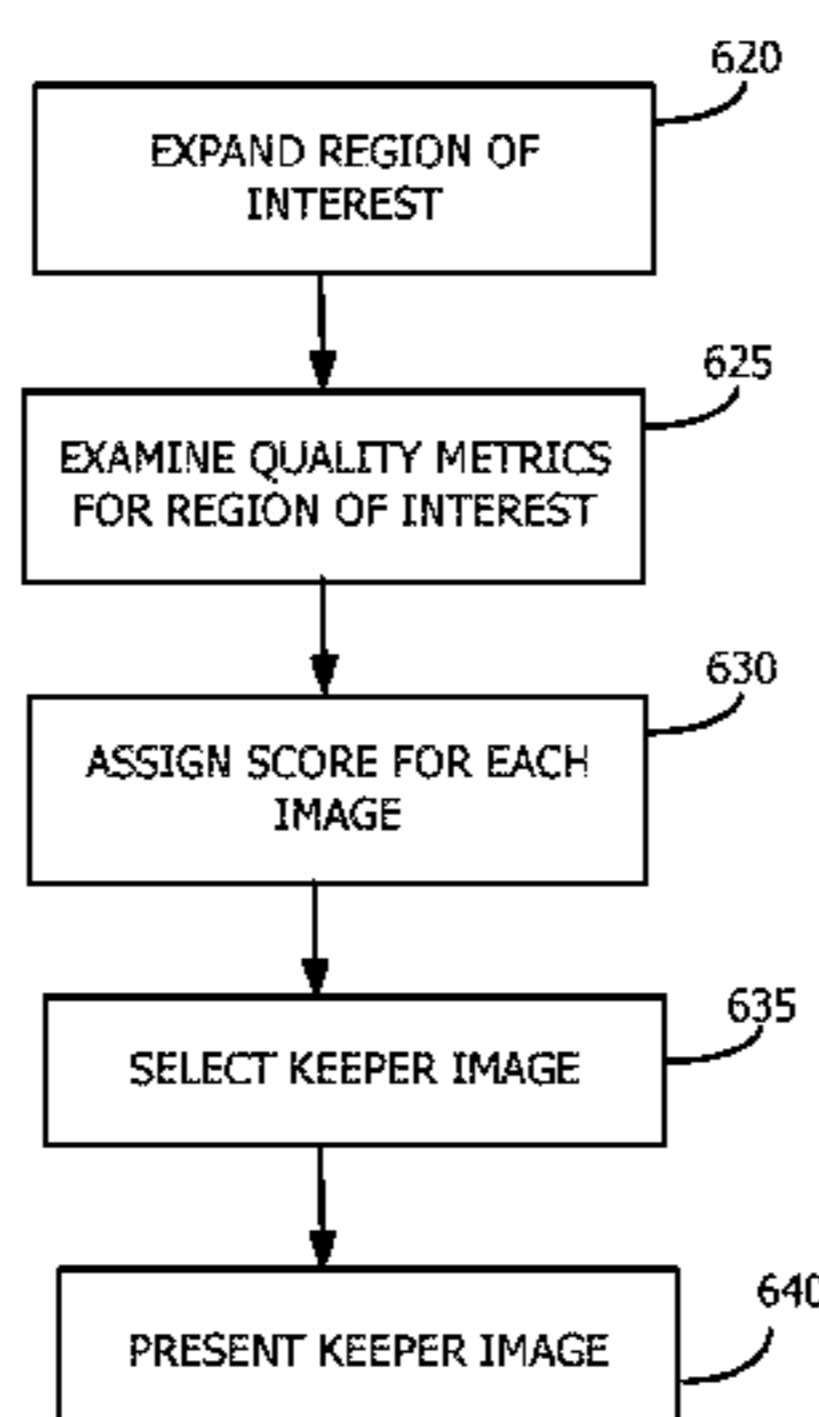 620
EXPAND REGION OF
INTEREST
625
EXAMINE QUALITY METRICS
FOR REGION OF INTEREST
630
ASSIGN SCORE FOR EACH
IMAGE
635
SELECT KEEPER IMAGE
640
PRESENT KEEPER IMAGE